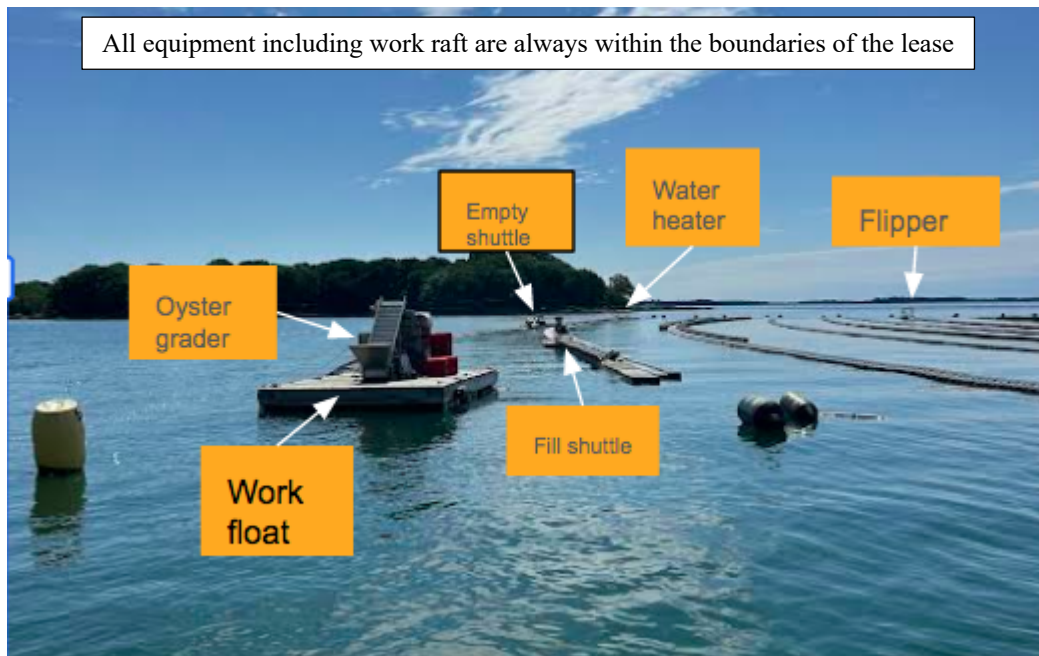 All equipment including work raft are always within the boundaries of the lease
Empty
shuttle
Water
heater
Flipper
Oyster
grader
Fill shuttle
Work
float